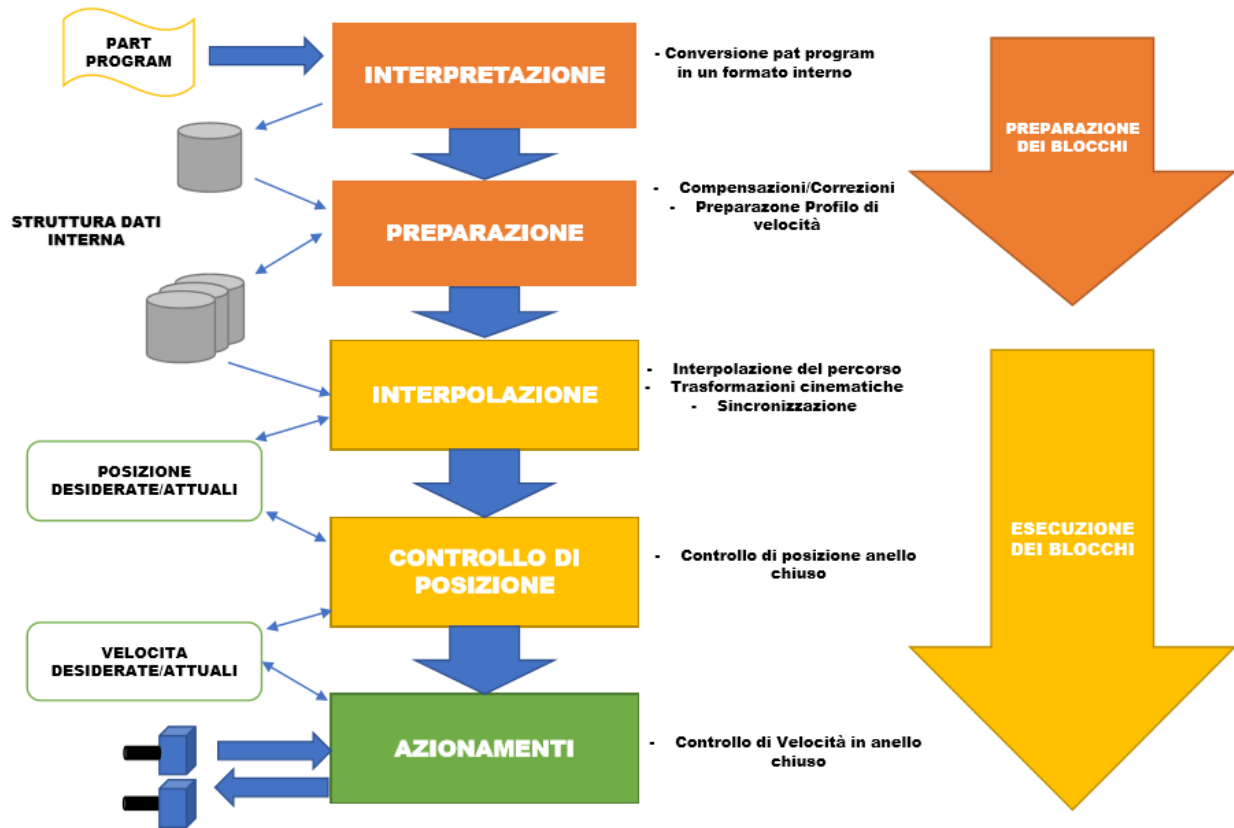 PART
PROGRAM
INTERPRETAZIONE
- Conversione pat program
in un formato interno
PREPARAZIONE
DEI BLOCCHI
STRUTTURA DATI
INTERNA
PREPARAZIONE
- Compensazioni/Correzioni
- Preparazone Profilo di
velocità
INTERPOLAZIONE
- Interpolazione del percorso
- Trasformazioni cinematiche
- Sincronizzazione
POSIZIONE
DESIDERATE/ATTUALI
CONTROLLO DI
POSIZIONE
- Controllo di posizione anello
chiuso
ESECUZIONE
DEI BLOCCHI
VELOCITA
DESIDERATE/ATTUALI
AZIONAMENTI
- Controllo di Velocità in anello
chiuso